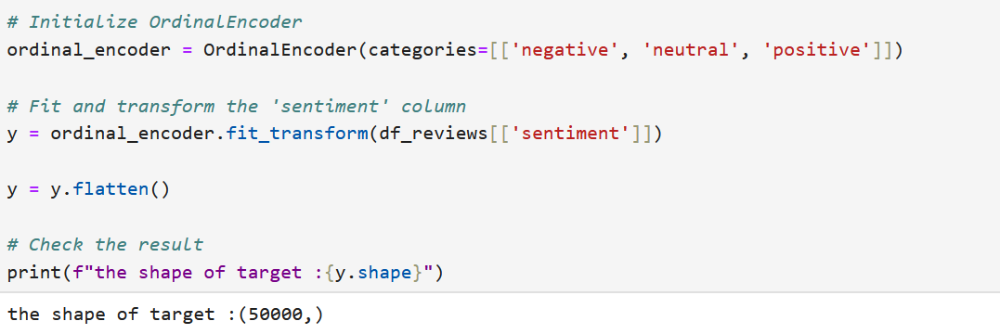 # Initialize OrdinalEncoder
ordinal_encoder = OrdinalEncoder(categories=[['negative', 'neutral', 'positive']])
# Fit and transform the 'sentiment' column
y = ordinal_encoder.fit_transform(df_reviews[['sentiment']])
y = y.flatten()
# Check the result
print(f"the shape of target :{y.shape}")
the shape of target :(50000,)